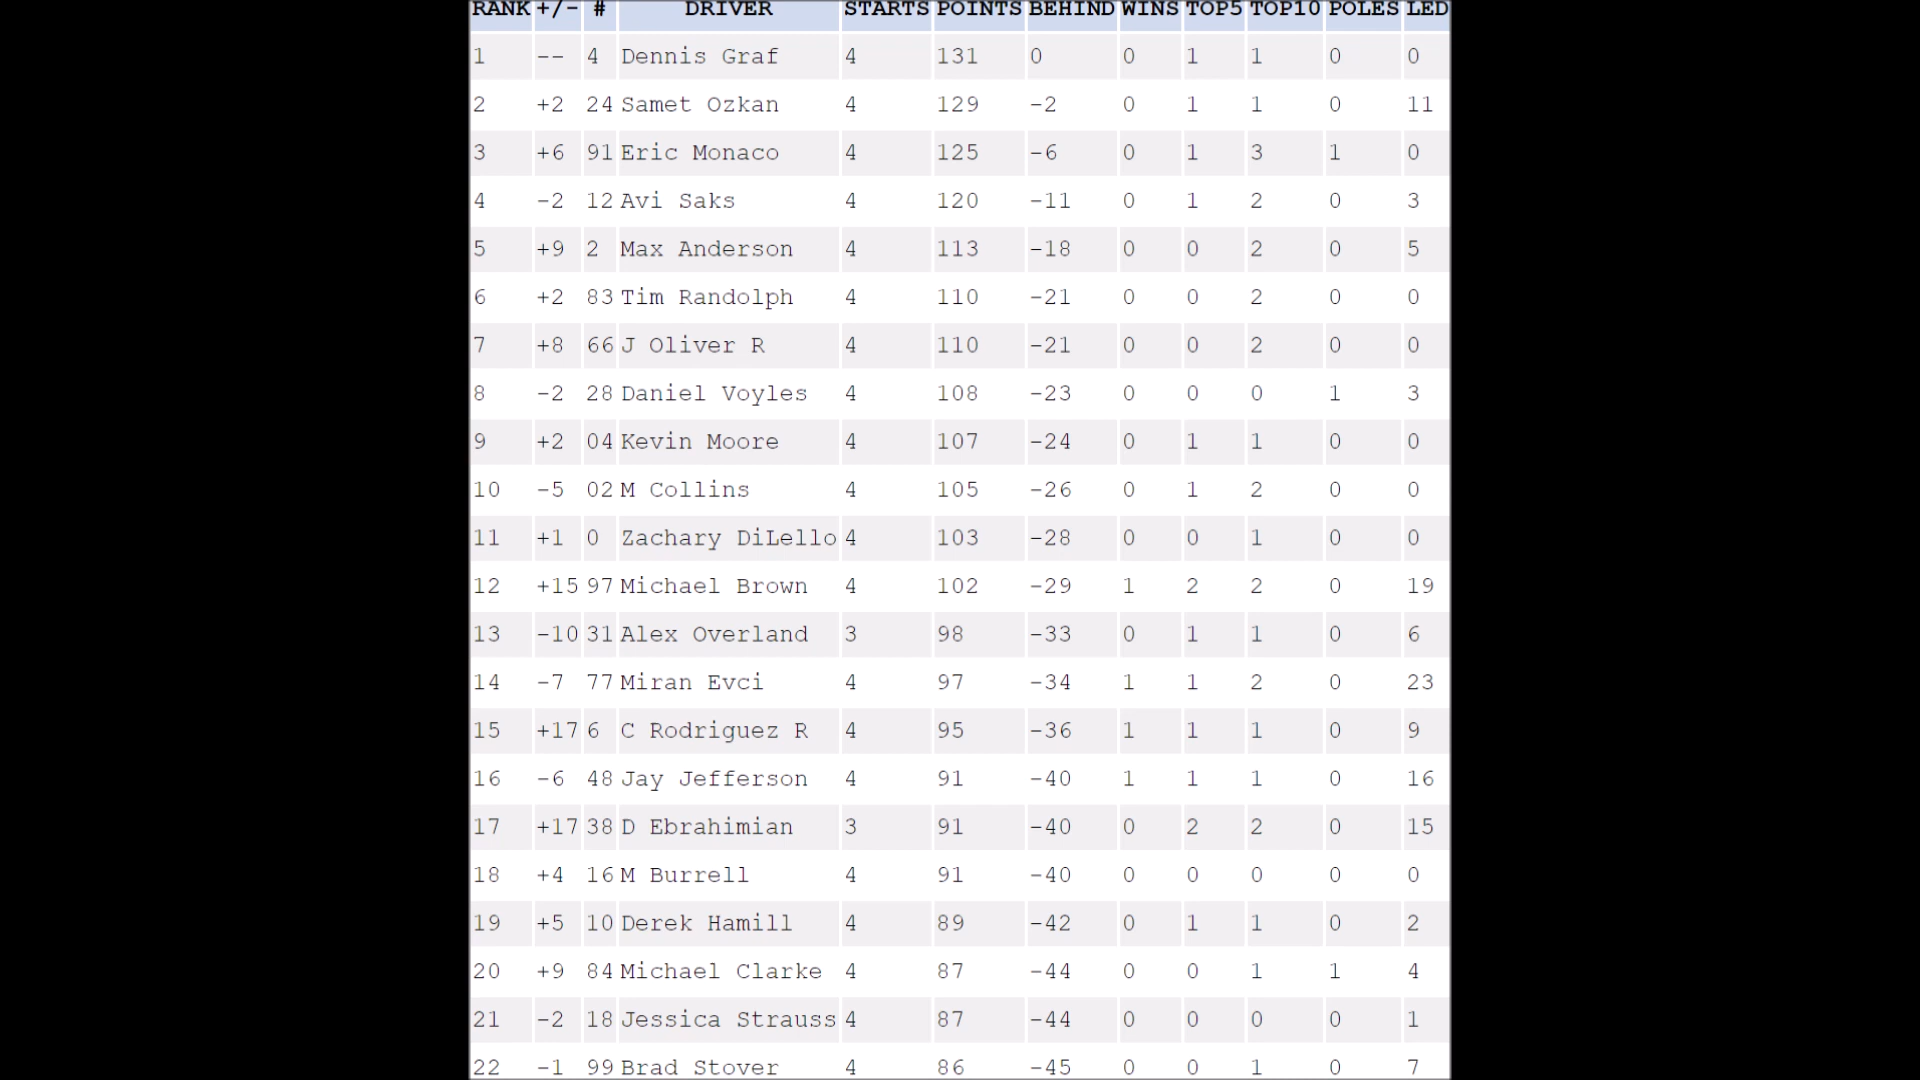 RANK +/- # DRIVER STARTS POINTS BEHIND WINS TOP5 TOP10 POLES LED
1 -- 4 Dennis Graf 4 131 0 0 1 1 0 0
2 +2 24 Samet Ozkan 4 129 -2 0 1 1 0 11
3 +6 91 Eric Monaco 4 125 -6 0 1 3 1 0
4 -2 12 Avi Saks 4 120 -11 0 1 2 0 3
5 +9 2 Max Anderson 4 113 -18 0 0 2 0 5
6 +2 83 Tim Randolph 4 110 -21 0 0 2 0 0
7 +8 66 J Oliver R 4 110 -21 0 0 2 0 0
8 -2 28 Daniel Voyles 4 108 -23 0 0 0 1 3
9 +2 04 Kevin Moore 4 107 -24 0 1 1 0 0
10 -5 02 M Collins 4 105 -26 0 1 2 0 0
11 +1 0 Zachary DiLello 4 103 -28 0 0 1 0 0
12 +15 97 Michael Brown 4 102 -29 1 2 2 0 19
13 -10 31 Alex Overland 3 98 -33 0 1 1 0 6
14 -7 77 Miran Evci 4 97 -34 1 1 2 0 23
15 +17 6 C Rodriguez R 4 95 -36 1 1 1 0 9
16 -6 48 Jay Jefferson 4 91 -40 1 1 1 0 16
17 +17 38 D Ebrahimian 3 91 -40 0 2 2 0 15
18 +4 16 M Burrell 4 91 -40 0 0 0 0 0
19 +5 10 Derek Hamill 4 89 -42 0 1 1 0 2
20 +9 84 Michael Clarke 4 87 -44 0 0 1 1 4
21 -2 18 Jessica Strauss 4 87 -44 0 0 0 0 1
22 -1 99 Brad Stover 4 86 -45 0 0 1 0 7